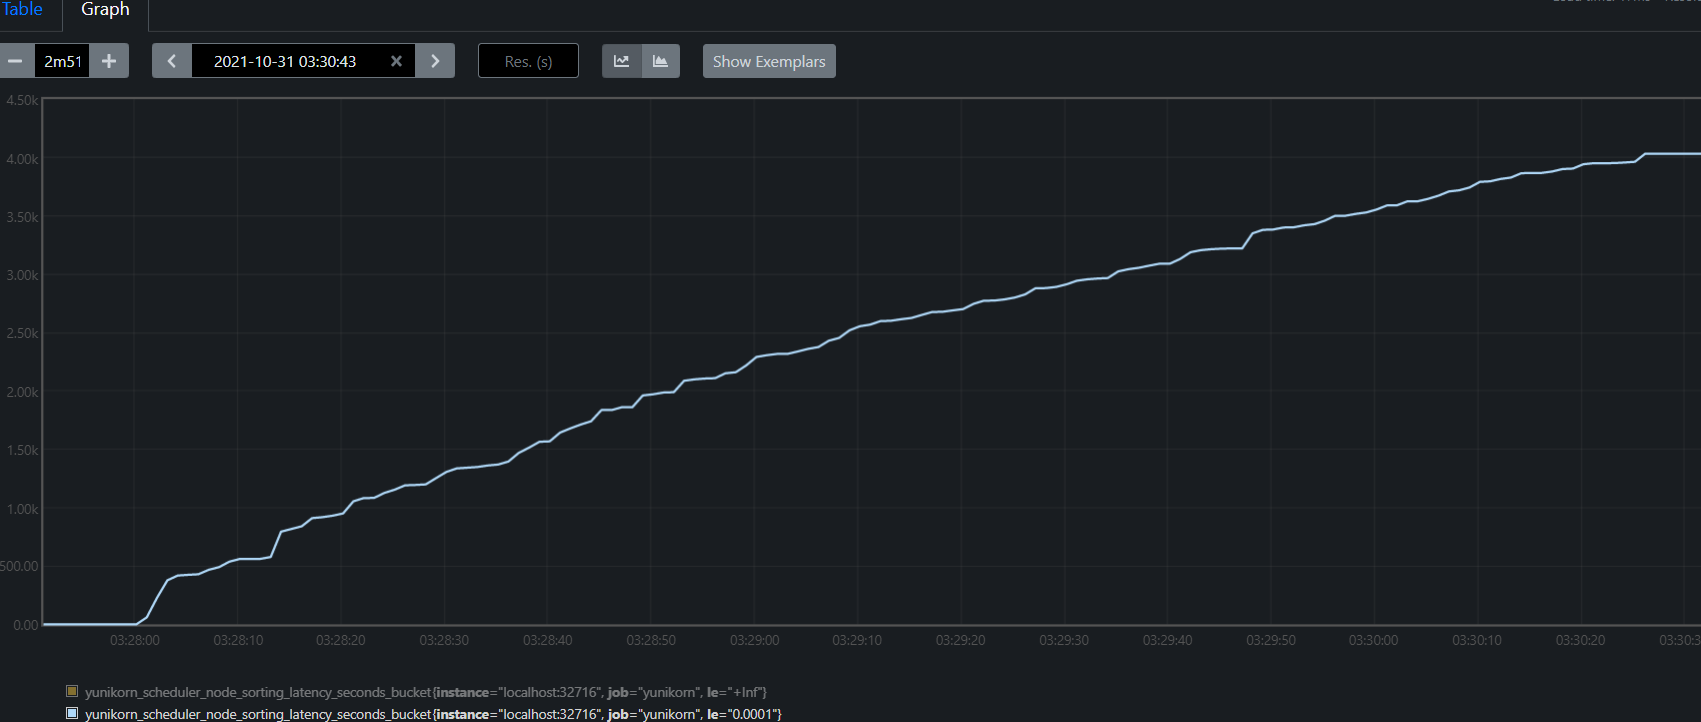 Table Graph
2m51 2021-10-31 03:30:43 Res. (s) Show Exemplars
4.50k
4.00k
3.50k
3.00k
2.50k
2.00k
1.50k
1.00k
500.00
0.00
03:28:00 03:28:10 03:28:20 03:28:30 03:28:40 03:28:50 03:29:00 03:29:10 03:29:20 03:29:30 03:29:40 03:29:50 03:30:00 03:30:10 03:30:20 03:30:3
yunikorn_scheduler_node_sorting_latency_seconds_bucket{instance="localhost:32716", job="yunikorn", le="+Inf"}
yunikorn_scheduler_node_sorting_latency_seconds_bucket{instance="localhost:32716", job="yunikorn", le="0.0001"}